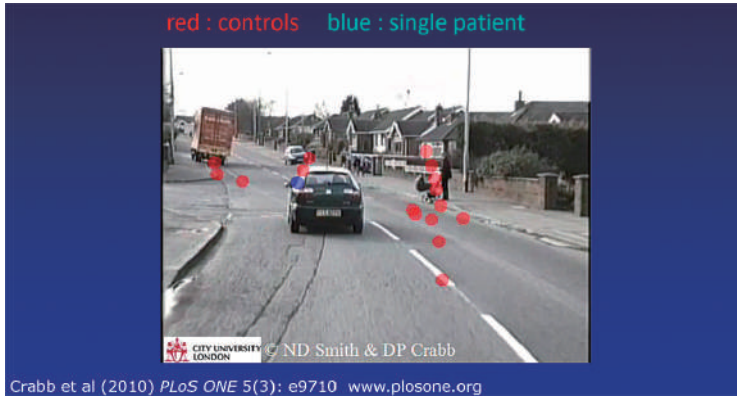 red : controls blue : single patient
CITY UNIVERSITY
LONDON
© ND Smith & DP Crabb
Crabb et al (2010) PLoS ONE 5(3): e9710 www.plosone.org